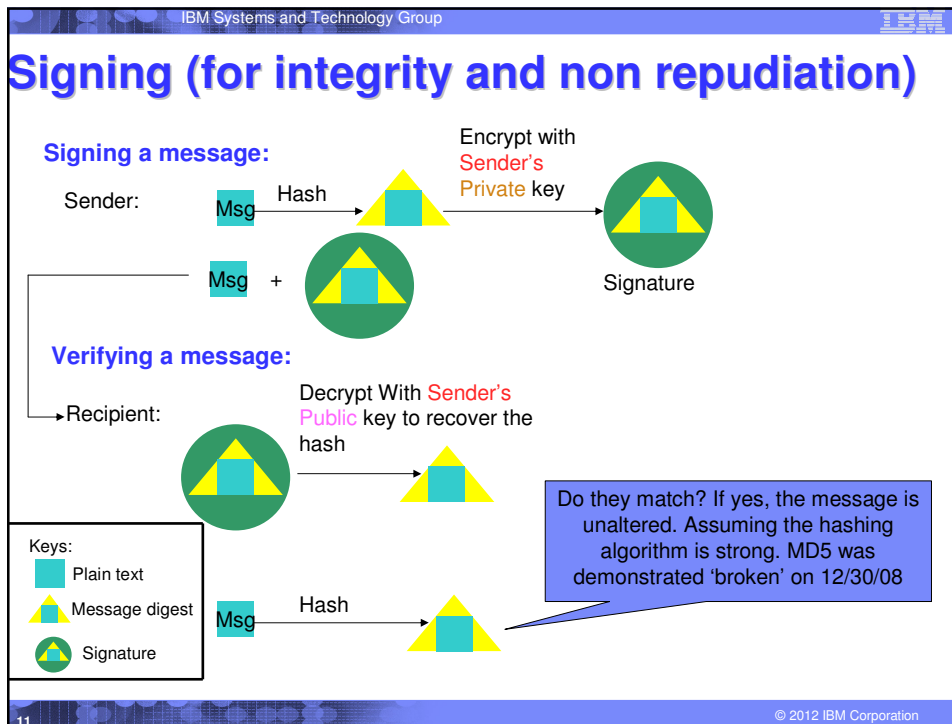 IBM Systems and Technology Group
IBM
Signing (for integrity and non repudiation)
Signing a message:
Encrypt with
Sender's
Private key
Sender:
Msg
Hash
Signature
Msg +
Verifying a message:
Recipient:
Decrypt With Sender's
Public key to recover the
hash
Do they match? If yes, the message is
unaltered. Assuming the hashing
algorithm is strong. MD5 was
demonstrated ‘broken’ on 12/30/08
Keys:
Plain text
Message digest
Signature
Msg
Hash
11
© 2012 IBM Corporation